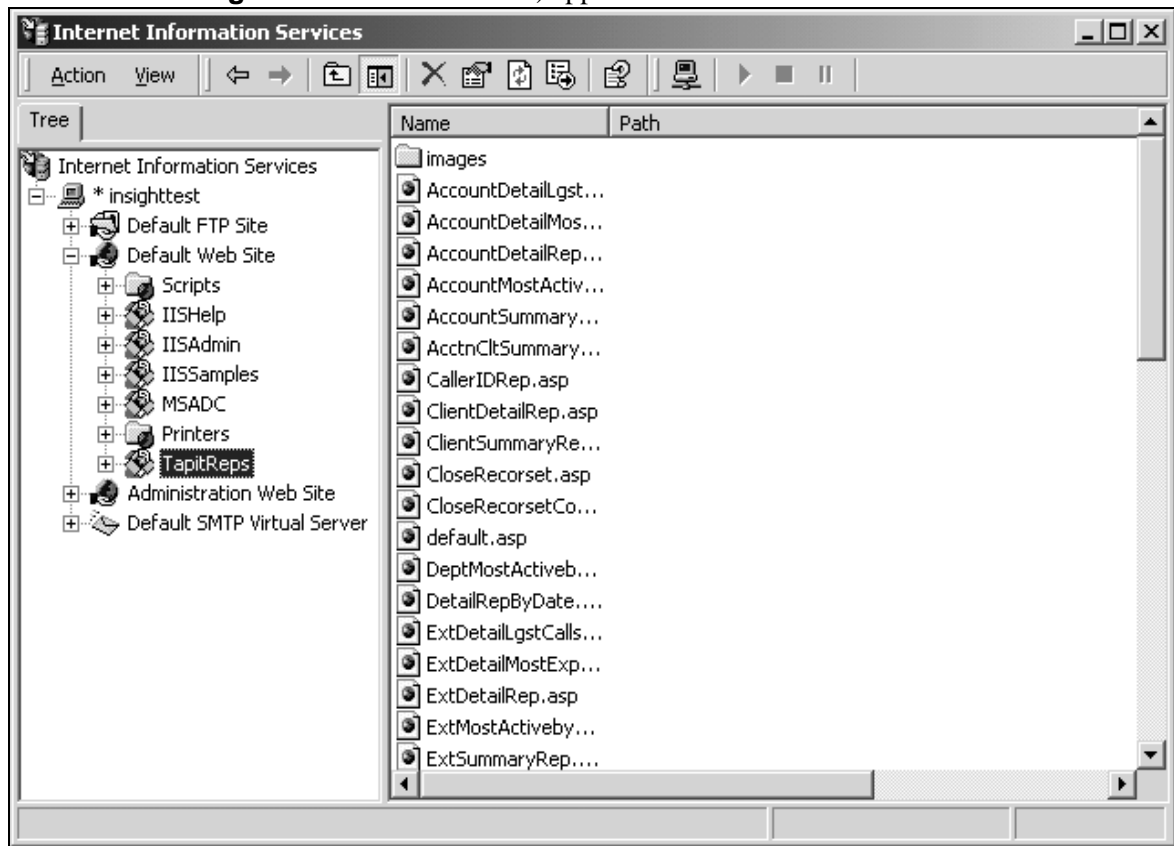 Internet Information Services
Action View
Tree
Name Path
Internet Information Services
* insighttest
Default FTP Site
Default Web Site
Scripts
IISHelp
IISAdmin
IISSamples
MSADC
Printers
TapitReps
Administration Web Site
Default SMTP Virtual Server
images
AccountDetailLgst...
AccountDetailMos...
AccountDetailRep...
AccountMostActiv...
AccountSummary...
AcctnCltSummary...
CallerIDRep.asp
ClientDetailRep.asp
ClientSummaryRe...
CloseRecorset.asp
CloseRecorsetCo...
default.asp
DeptMostActiveb...
DetailRepByDate....
ExtDetailLgstCalls...
ExtDetailMostExp...
ExtDetailRep.asp
ExtMostActiveby...
ExtSummaryRep....